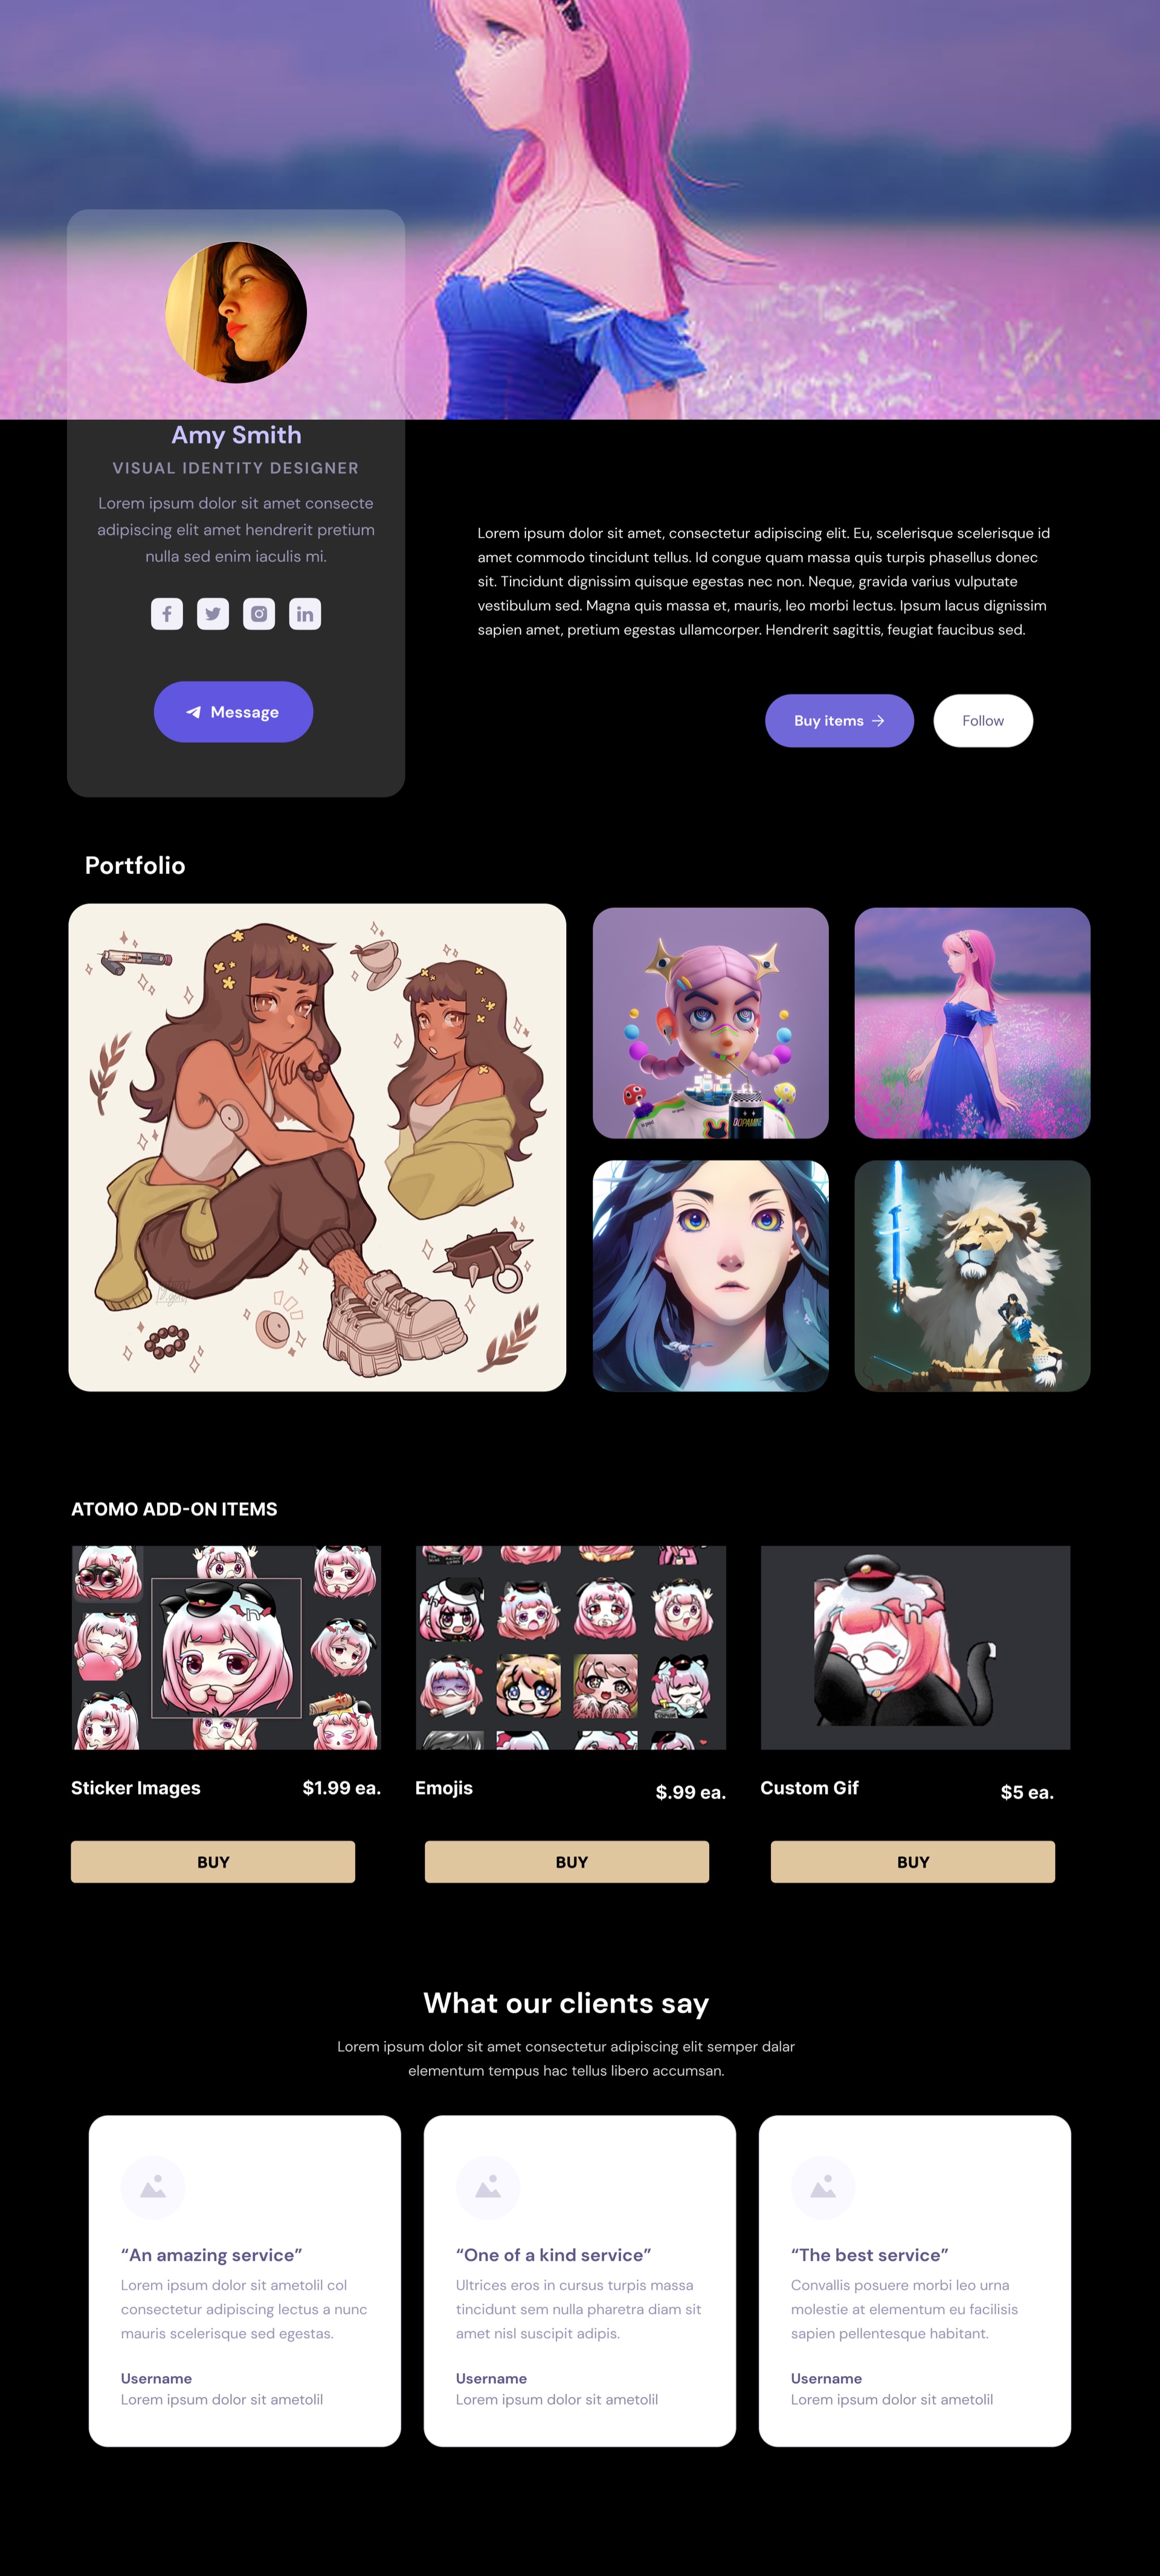 Amy Smith
VISUAL IDENTITY DESIGNER
Lorem ipsum dolor sit amet consecte
adipiscing elit amet hendrerit pretium
nulla sed enim iaculis mi.
Message
Lorem ipsum dolor sit amet, consectetur adipiscing elit. Eu, scelerisque scelerisque id
amet commodo tincidunt tellus. Id congue quam massa quis turpis phasellus donec
sit. Tincidunt dignissim quisque egestas nec non. Neque, gravida varius vulputate
vestibulum sed. Magna quis massa et, mauris, leo morbi lectus. Ipsum lacus dignissim
sapien amet, pretium egestas ullamcorper. Hendrerit sagittis, feugiat faucibus sed.
Buy items
Follow
Portfolio
DOPAMINE
ATOMO ADD-ON ITEMS
Sticker Images
$1.99 ea.
Emojis
$.99 ea.
Custom Gif
$5 ea.
BUY
BUY
BUY
What our clients say
Lorem ipsum dolor sit amet consectetur adipiscing elit semper dalar
elementum tempus hac tellus libero accumsan.
“An amazing service”
Lorem ipsum dolor sit ametolil col
consectetur adipiscing lectus a nunc
mauris scelerisque sed egestas.
Username
Lorem ipsum dolor sit ametolil
“One of a kind service”
Ultrices eros in cursus turpis massa
tincidunt sem nulla pharetra diam sit
amet nisl suscipit adipis.
Username
Lorem ipsum dolor sit ametolil
“The best service”
Convallis posuere morbi leo urna
molestie at elementum eu facilisis
sapien pellentesque habitant.
Username
Lorem ipsum dolor sit ametolil